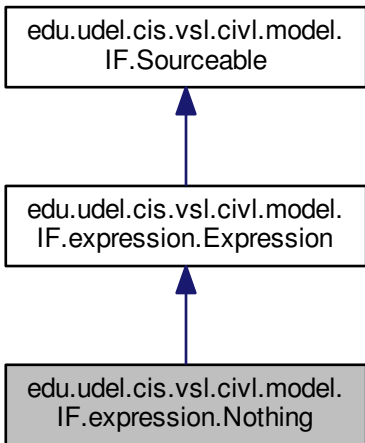 edu.udel.cis.vsl.civl.model.
IF.Sourceable
edu.udel.cis.vsl.civl.model.
IF.expression.Expression
edu.udel.cis.vsl.civl.model.
IF.expression.Nothing